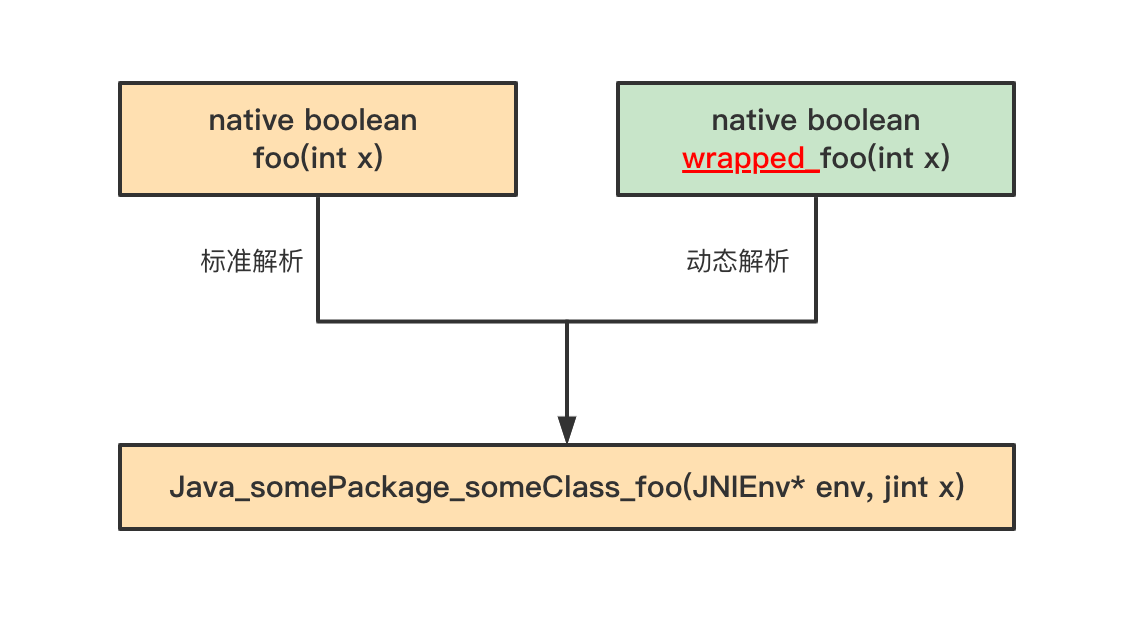 native boolean
foo(int x)
native boolean
wrapped_foo(int x)
标准解析
动态解析
Java_somePackage_someClass_foo(JNIEnv* env, jint x)